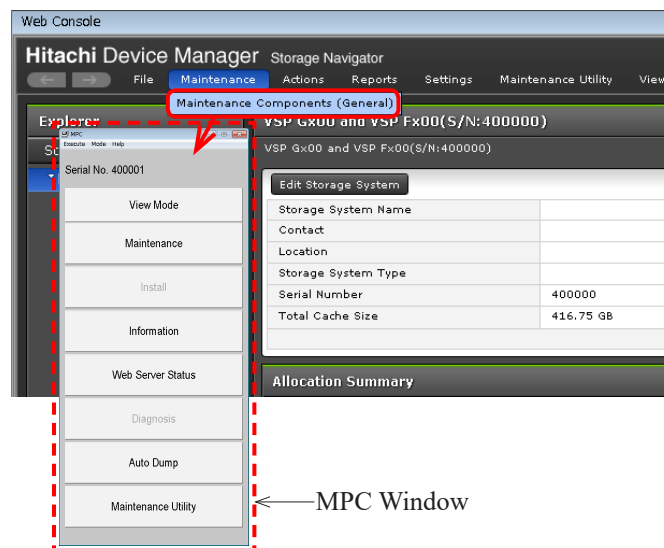 Web Console
Hitachi Device Manager Storage Navigator
File Maintenance Actions Reports Settings Maintenance Utility View
Maintenance Components (General)
Explorer
VSP Gx00 and VSP Fx00(S/N:400000)
MPC
Execute Mode Help
VSP Gx00 and VSP Fx00(S/N:400000)
Serial No. 400001
Edit Storage System
View Mode
Storage System Name
Contact
Maintenance
Location
Storage System Type
Install
Serial Number 400000
Total Cache Size 416.75 GB
Information
Web Server Status
Allocation Summary
Diagnosis
Auto Dump
Maintenance Utility
MPC Window